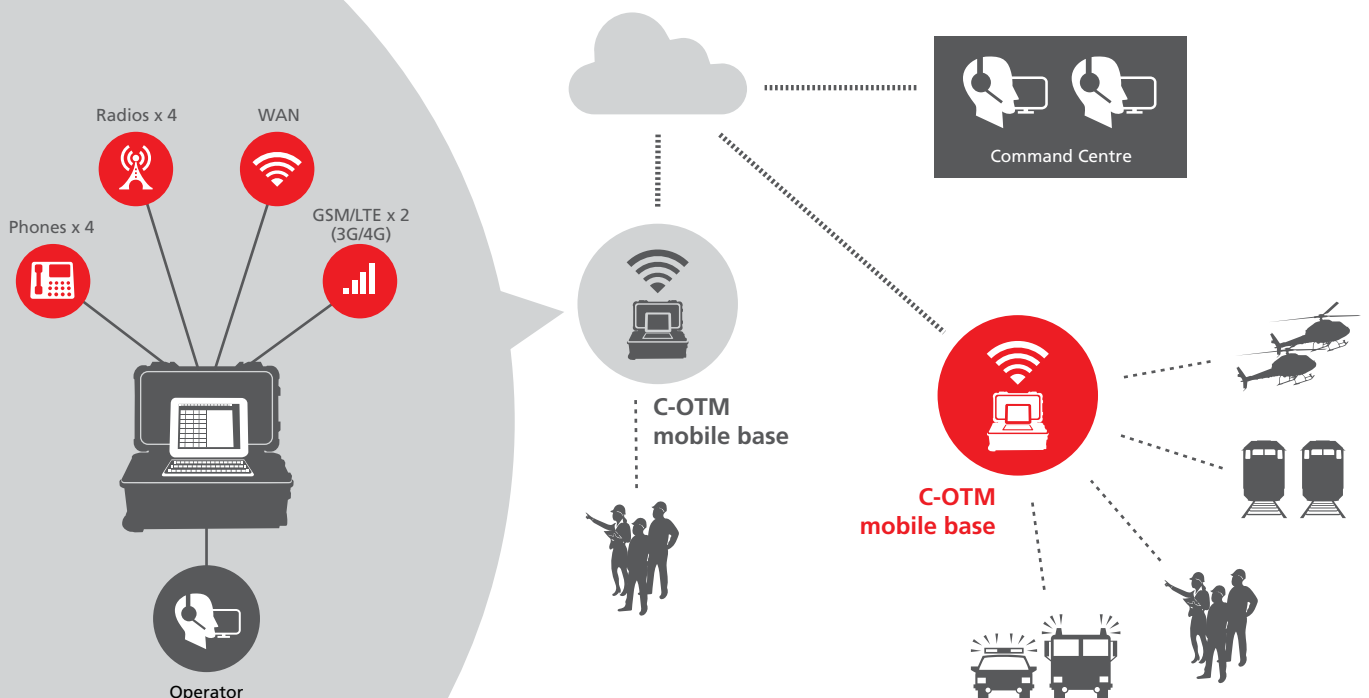 Radios x 4
WAN
Phones x 4
GSM/LTE x 2
(3G/4G)
Operator
C-OTM
mobile base
Command Centre
C-OTM
mobile base